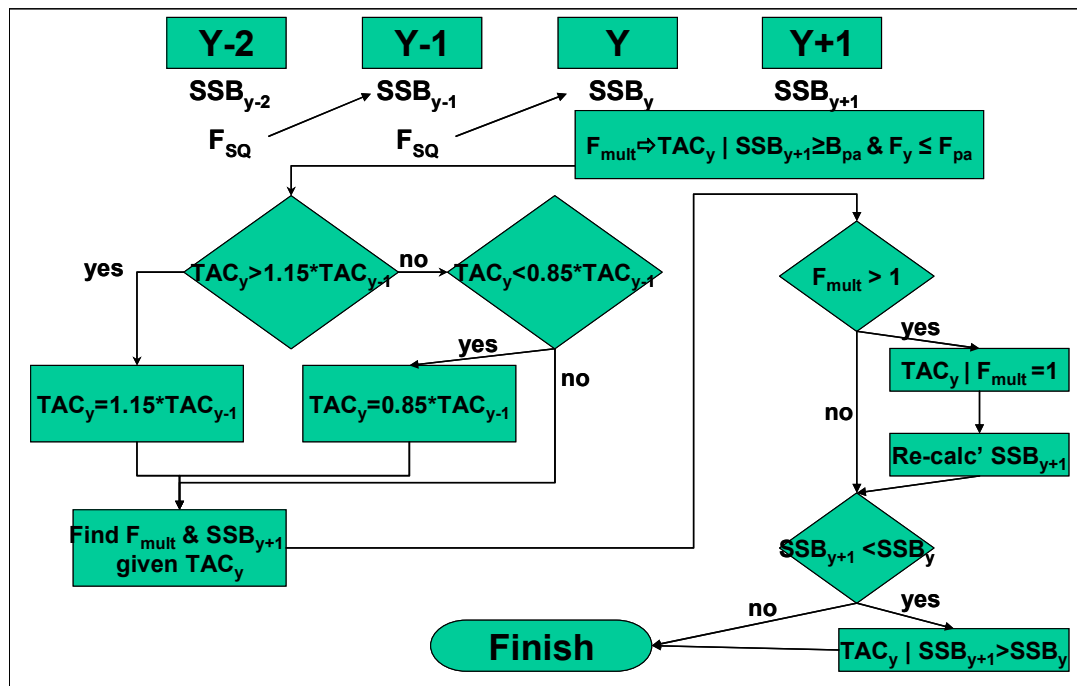 Y-2 Y-1 Y Y+1
SSBy-2 SSBy-1 SSBy SSBy+1
FSQ FSQ
Fmult⇨TACy | SSBy+1≥Bpa & Fy ≤ Fpa
yes
TACy>1.15*TACy-1
no
TACy<0.85*TACy-1
Fmult > 1
yes
yes
no
TACy=1.15*TACy-1
TACy=0.85*TACy-1
TACy | Fmult =1
no
Re-calc’ SSBy+1
Find Fmult & SSBy+1
given TACy
SSBy+1 <SSBy
no
yes
Finish
TACy | SSBy+1>SSBy